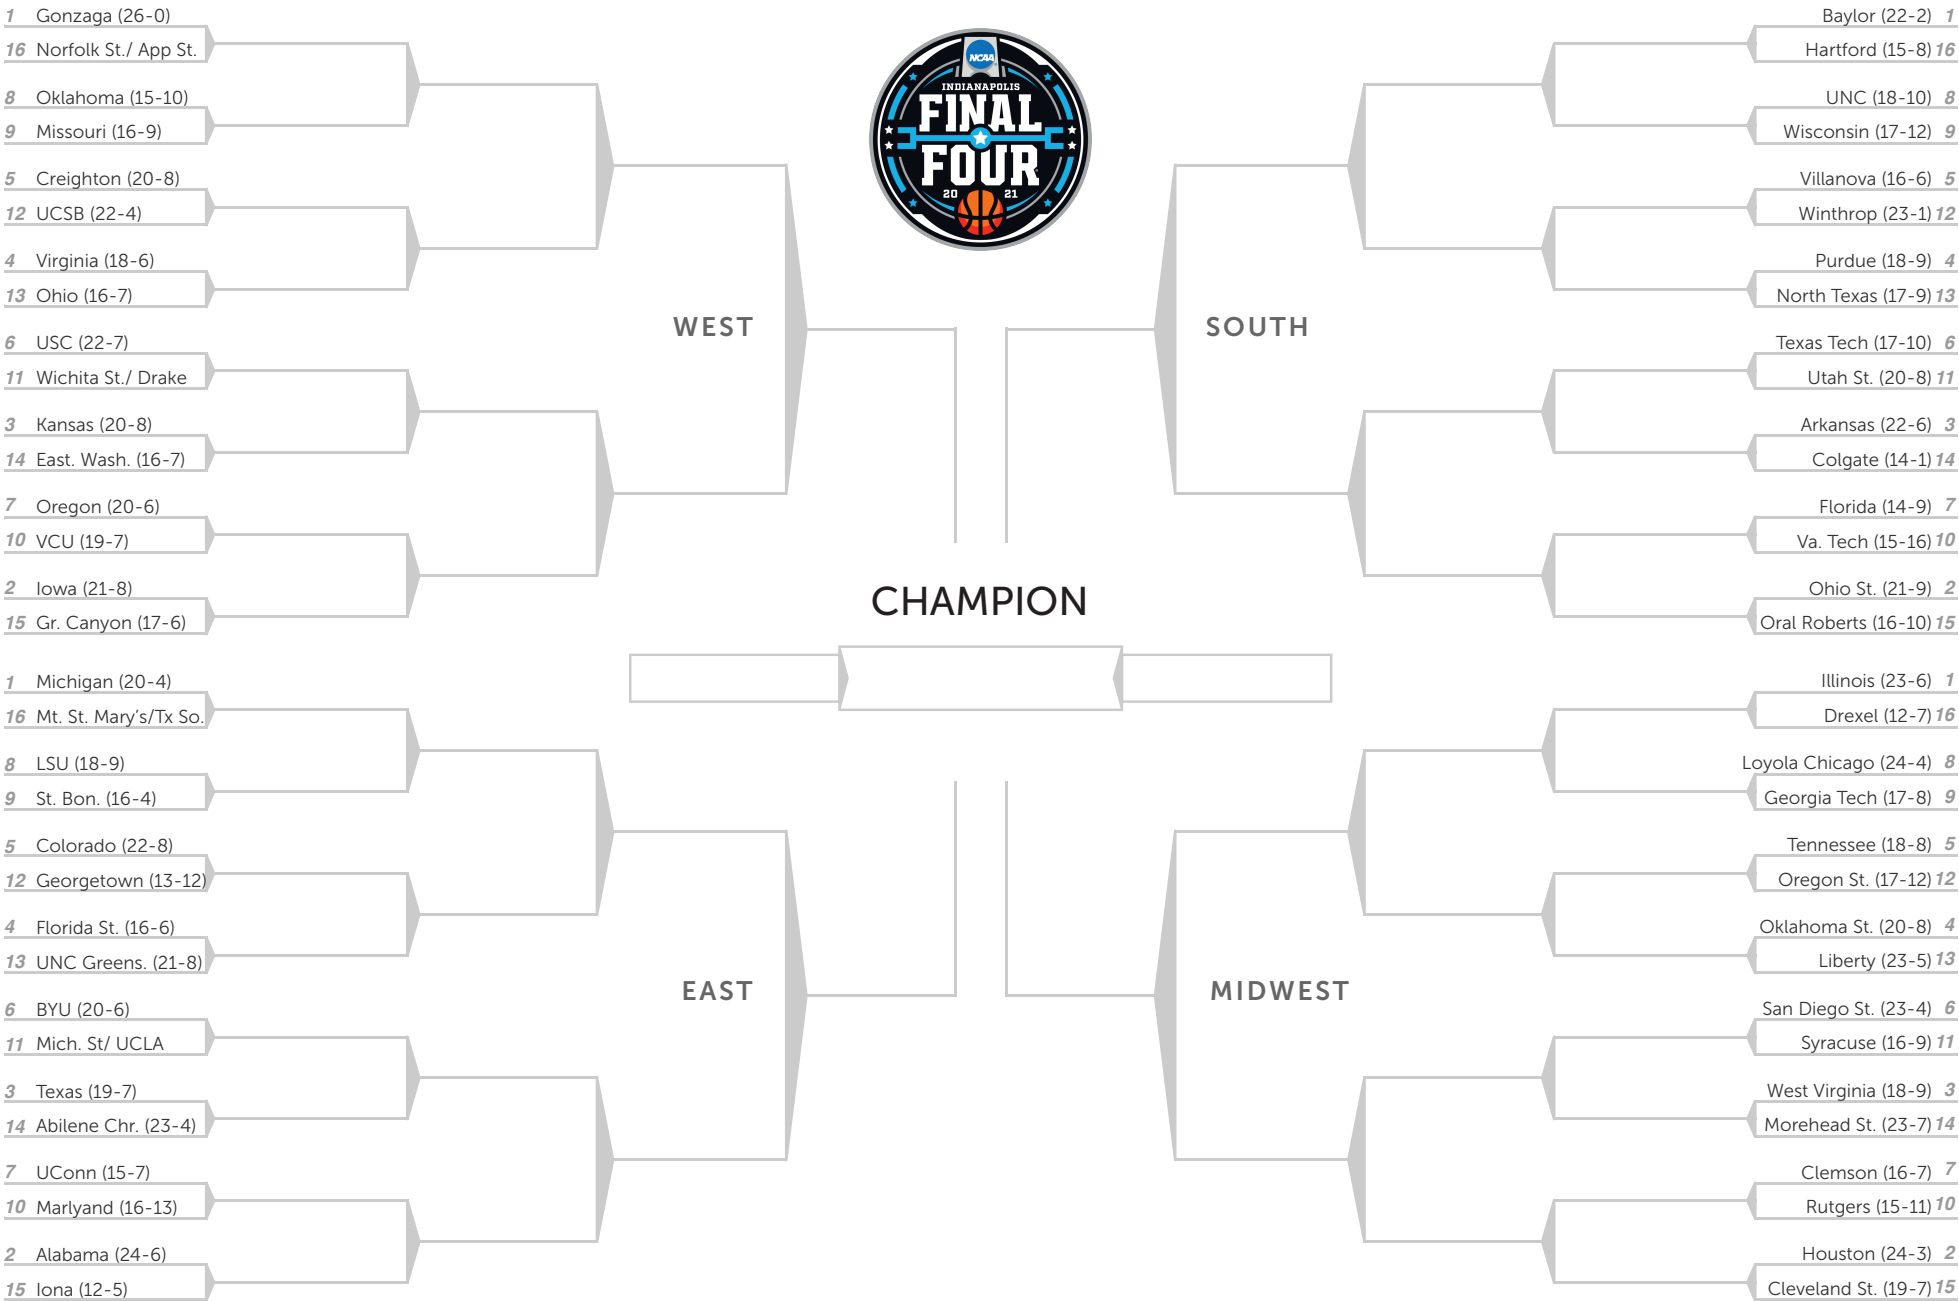 1 Gonzaga (26-0)
16 Norfolk St./ App St.
8 Oklahoma (15-10)
9 Missouri (16-9)
5 Creighton (20-8)
12 UCSB (22-4)
4 Virginia (18-6)
13 Ohio (16-7)
6 USC (22-7)
11 Wichita St./ Drake
3 Kansas (20-8)
14 East. Wash. (16-7)
7 Oregon (20-6)
10 VCU (19-7)
2 Iowa (21-8)
15 Gr. Canyon (17-6)
WEST
1 Michigan (20-4)
16 Mt. St. Mary's/Tx So.
8 LSU (18-9)
9 St. Bon. (16-4)
5 Colorado (22-8)
12 Georgetown (13-12)
4 Florida St. (16-6)
13 UNC Greens. (21-8)
6 BYU (20-6)
11 Mich. St/ UCLA
3 Texas (19-7)
14 Abilene Chr. (23-4)
7 UConn (15-7)
10 Marlyand (16-13)
2 Alabama (24-6)
15 Iona (12-5)
EAST
NCAA
INDIANAPOLIS
FINAL
FOUR
20 21
CHAMPION
Baylor (22-2) 1
Hartford (15-8) 16
UNC (18-10) 8
Wisconsin (17-12) 9
Villanova (16-6) 5
Winthrop (23-1) 12
Purdue (18-9) 4
North Texas (17-9) 13
Texas Tech (17-10) 6
Utah St. (20-8) 11
Arkansas (22-6) 3
Colgate (14-1) 14
Florida (14-9) 7
Va. Tech (15-16) 10
Ohio St. (21-9) 2
Oral Roberts (16-10) 15
SOUTH
Illinois (23-6) 1
Drexel (12-7) 16
Loyola Chicago (24-4) 8
Georgia Tech (17-8) 9
Tennessee (18-8) 5
Oregon St. (17-12) 12
Oklahoma St. (20-8) 4
Liberty (23-5) 13
San Diego St. (23-4) 6
Syracuse (16-9) 11
West Virginia (18-9) 3
Morehead St. (23-7) 14
Clemson (16-7) 7
Rutgers (15-11) 10
Houston (24-3) 2
Cleveland St. (19-7) 15
MIDWEST